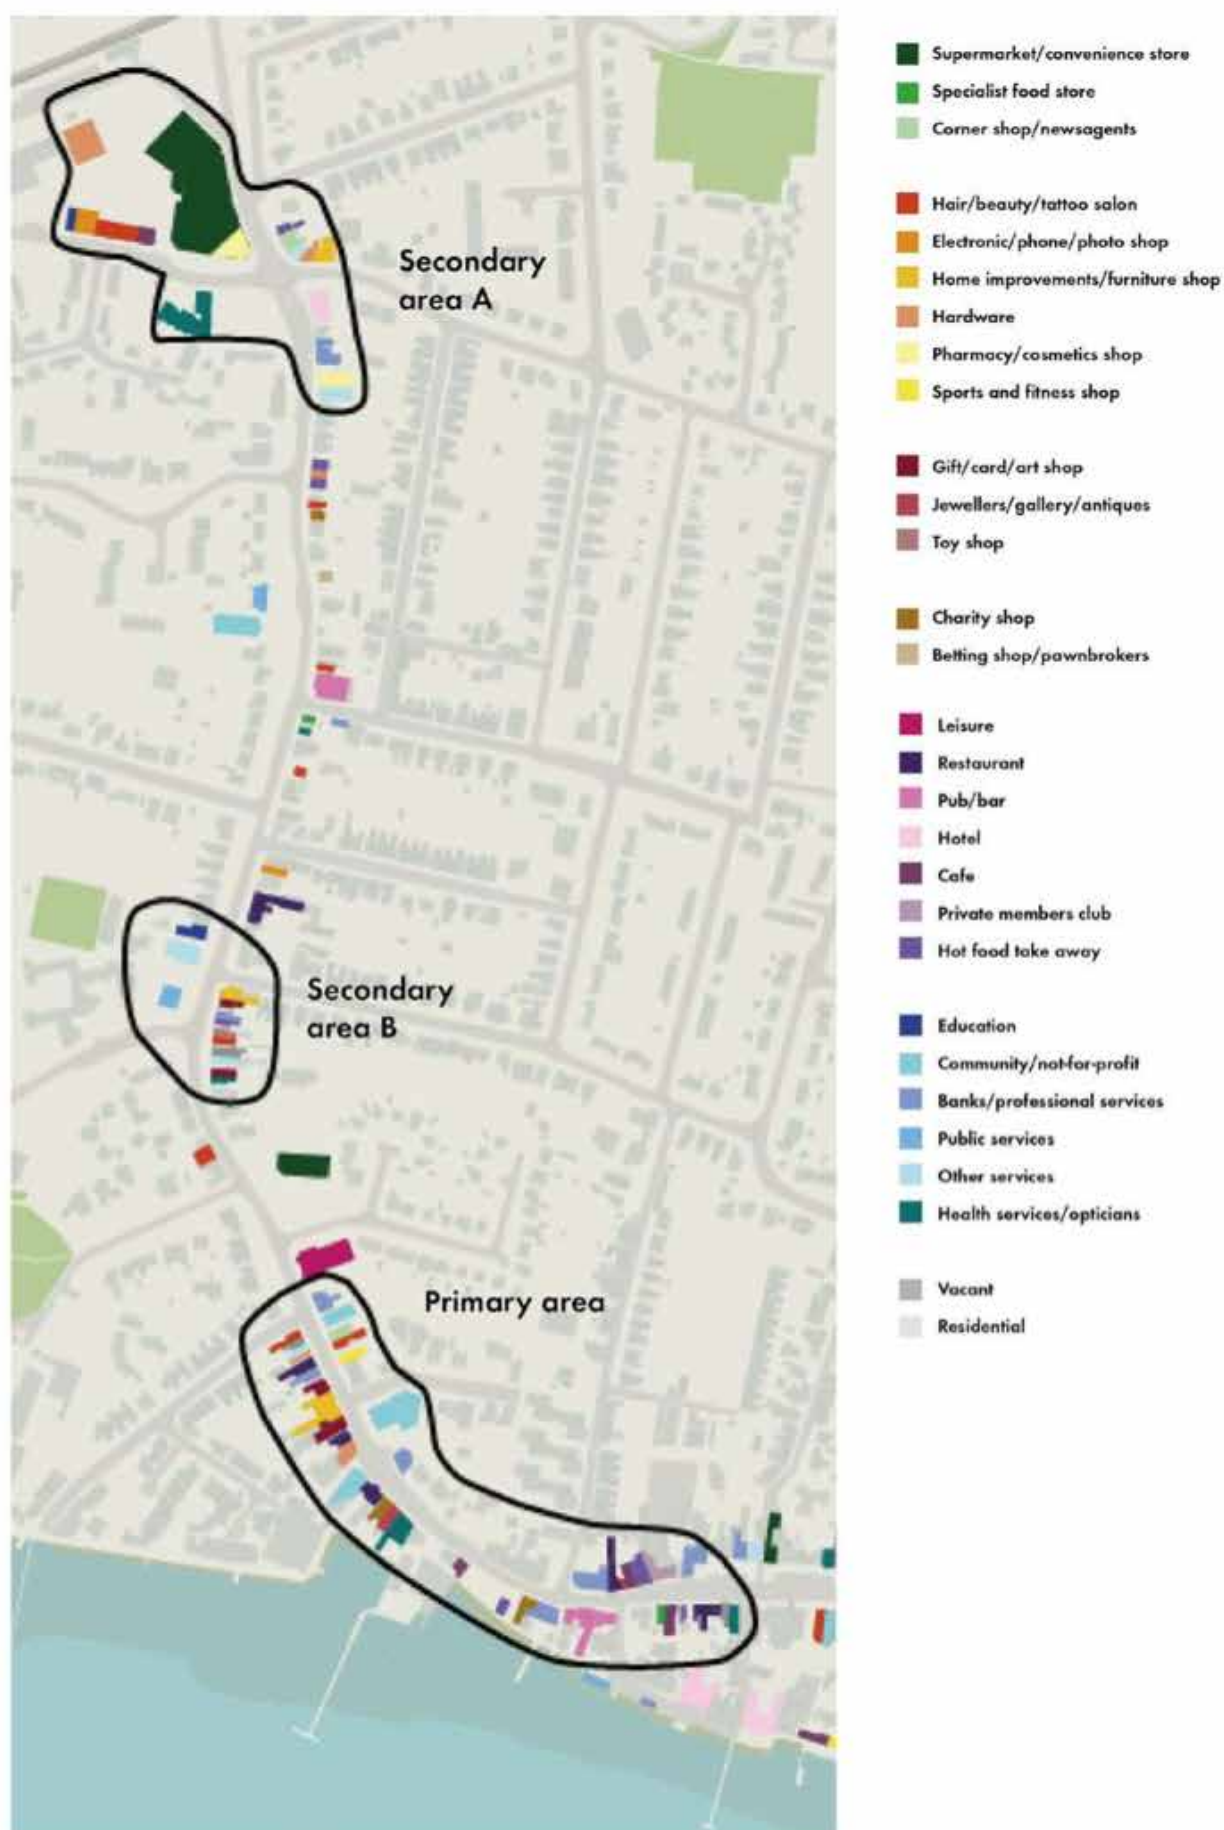 Supermarket/convenience store
Specialist food store
Corner shop/newsagents
Hair/beauty/tattoo salon
Electronic/phone/photo shop
Home improvements/furniture shop
Hardware
Pharmacy/cosmetics shop
Sports and fitness shop
Gift/card/art shop
Jewellers/gallery/antiques
Toy shop
Charity shop
Betting shop/pawnbrokers
Leisure
Restaurant
Pub/bar
Hotel
Cafe
Private members club
Hot food take away
Education
Community/not-for-profit
Banks/professional services
Public services
Other services
Health services/opticians
Vacant
Residential
Secondary
area A
Secondary
area B
Primary area